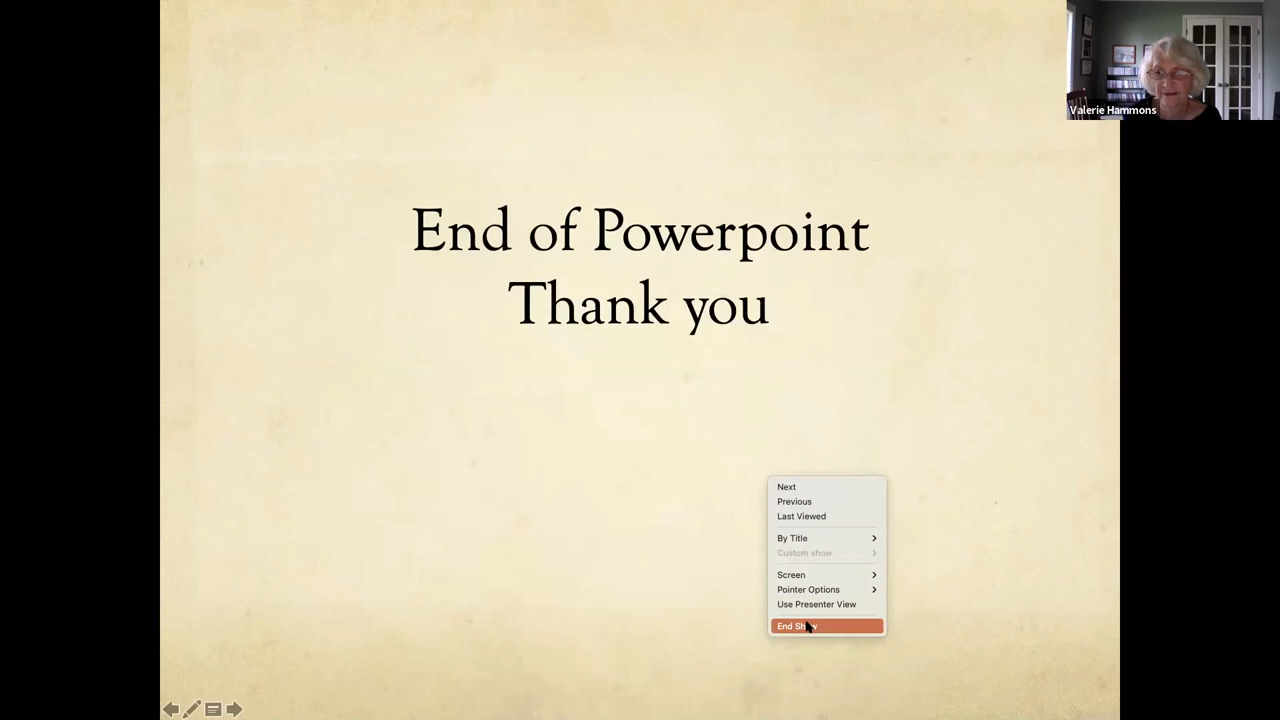 Valerie Hammons
End of Powerpoint
Thank you
Next
Previous
Last Viewed
By Title
Custom show
Screen
Pointer Options
Use Presenter View
End Show